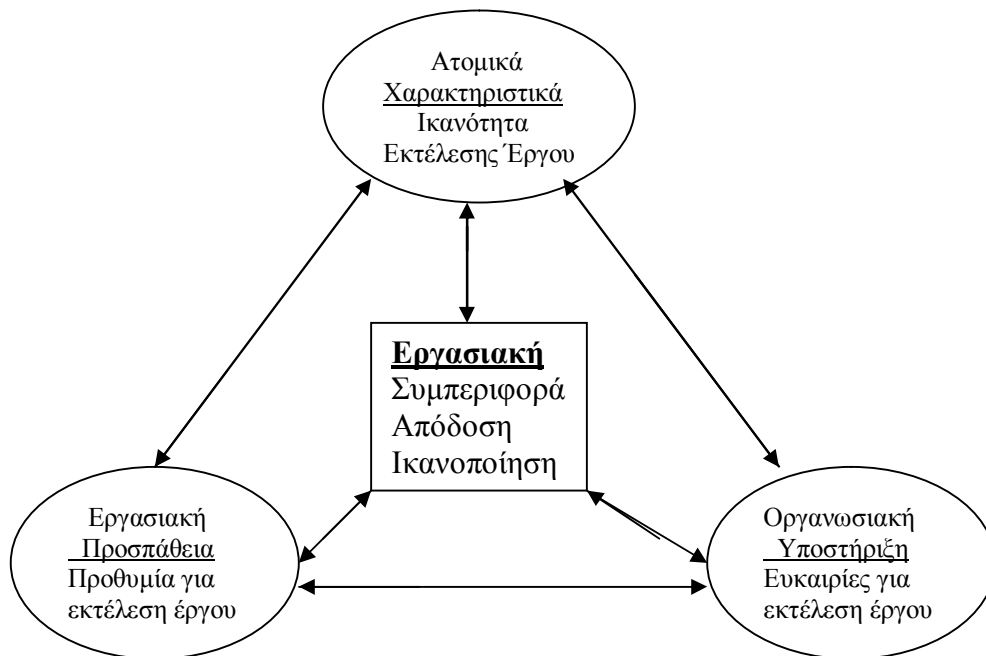 Ατομικά
Χαρακτηριστικά
Ικανότητα
Εκτέλεσης Έργου
Εργασιακή
Συμπεριφορά
Απόδοση
Ικανοποίηση
Εργασιακή
Προσπάθεια
Προθυμία για
εκτέλεση έργου
Οργανωσιακή
Υποστήριξη
Ευκαιρίες για
εκτέλεση έργου